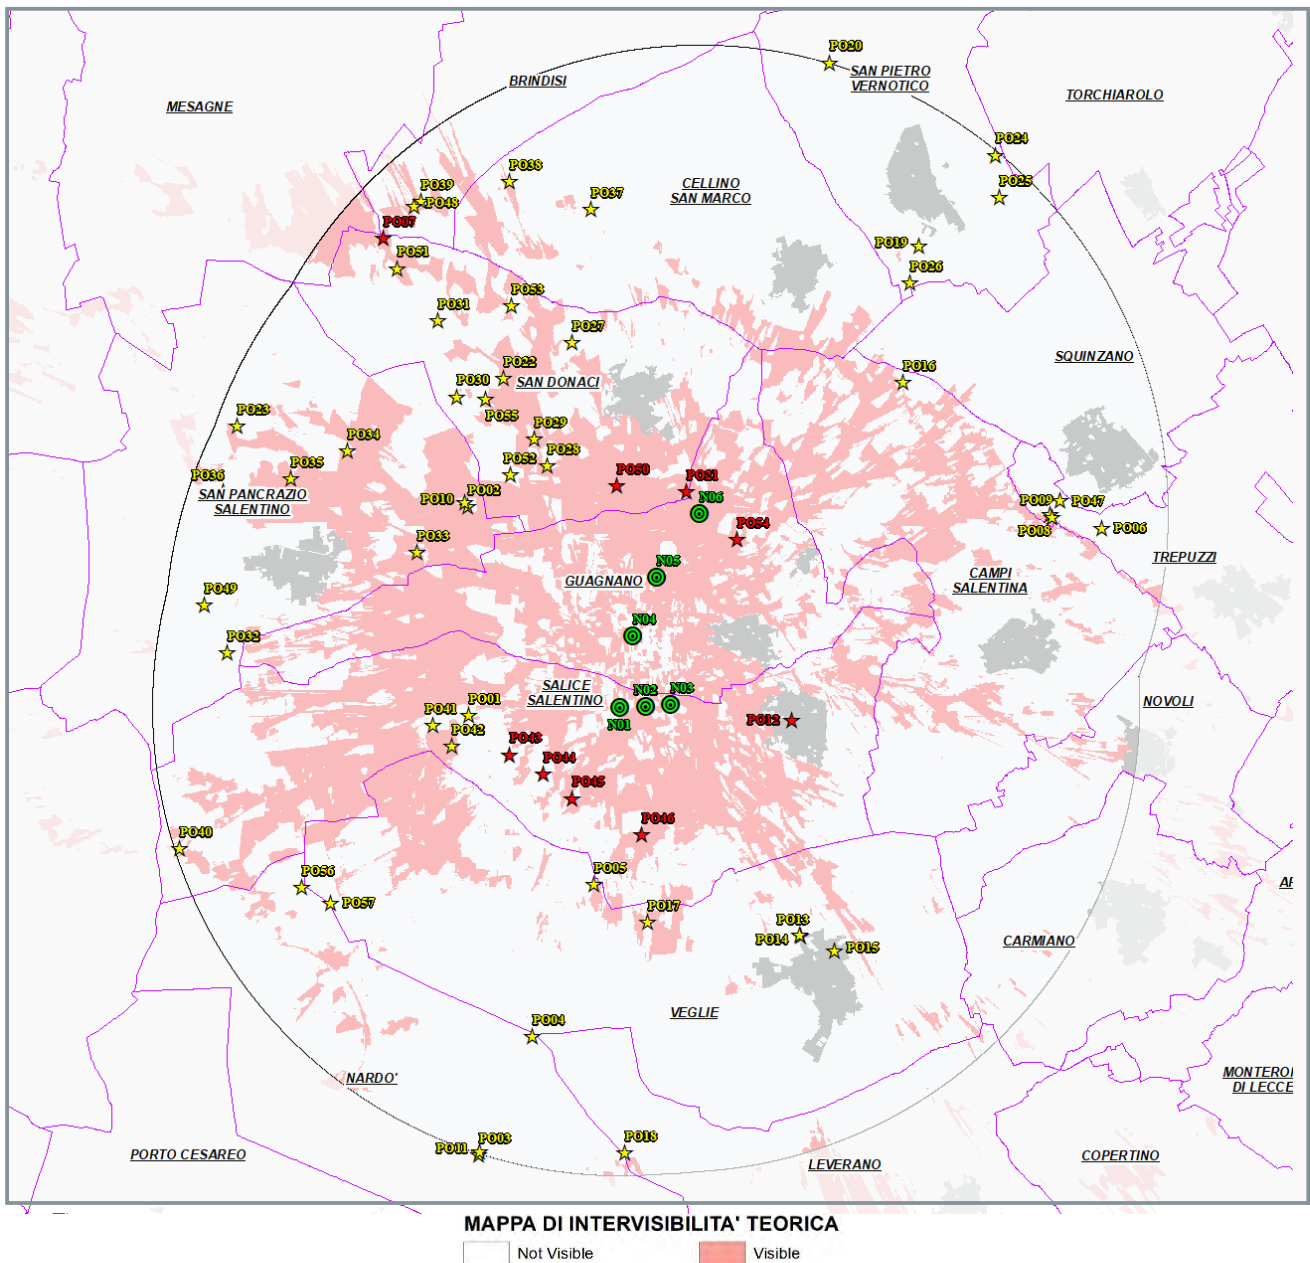 PO20
SAN PIETRO
VERNOTICO
BRINDISI
MESAGNE
TORCHIAROLO
PO24
PO38
PO39
PO48
PO25
PO37
CELLINO
SAN MARCO
PO07
PO51
PO19
PO26
PO53
PO31
PO27
SQUINZANO
PO22
PO16
PO30
SAN DONACI
PO55
PO23
PO29
PO34
PO28
PO52
PO35
PO36
SAN PANCRAZIO
SALENTINO
PO50
PO21
PO02
PO10
N06
PO09
PO47
PO08
PO06
PO54
PO33
TREPUZZI
N05
GUAGNANO
CAMPI
SALENTINA
PO49
N04
PO32
SALICE
SALENTINO
N02
N03
N01
PO01
PO41
PO42
NOVOLI
PO12
PO43
PO44
PO45
PO40
PO46
PO56
PO05
PO57
PO17
PO13
PO14
PO15
CARMIANO
VEGLIE
PO04
NARDO'
MONTEROI
DI LECCE
PO03
PO11
PO18
PORTO CESAREO
LEVERANO
COPERTINO
MAPPA DI INTERVISIBILITA' TEORICA
Not Visible
Visible